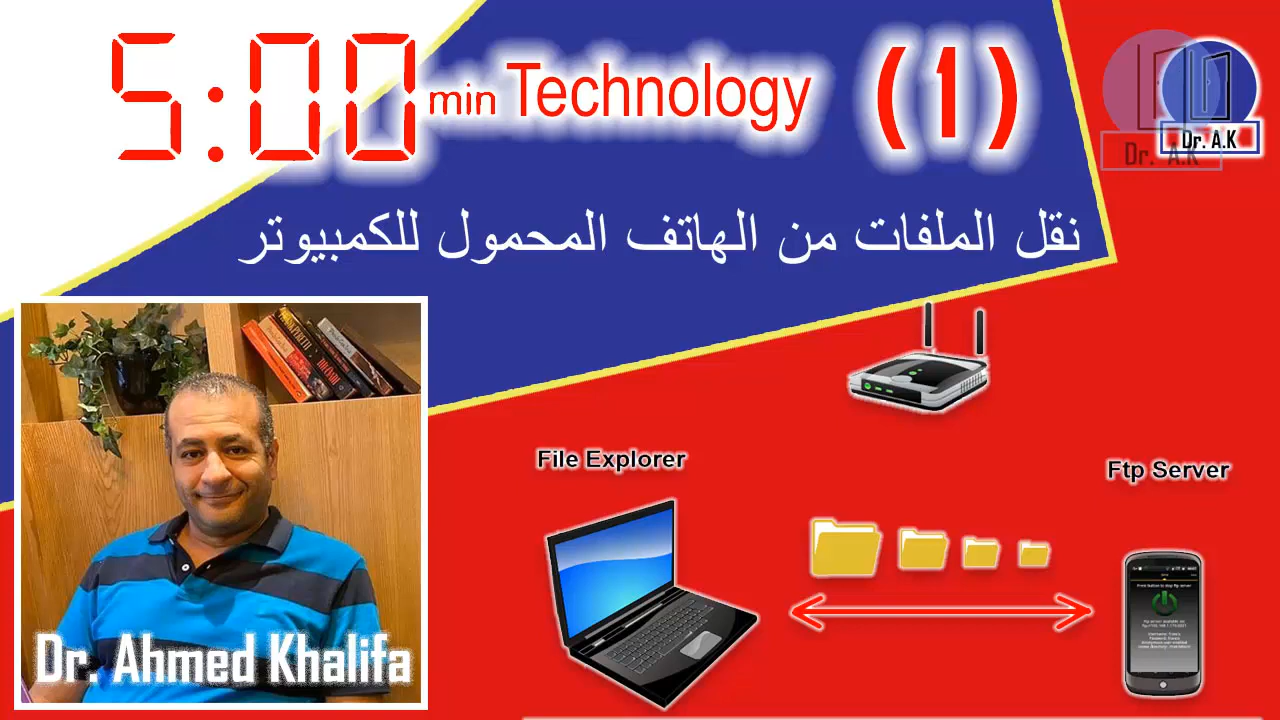 5:00 min Technology (1)
Dr. A.K
Dr. A.K
نقل الملفات من الهاتف المحمول للكمبيوتر
File Explorer
Ftp Server
Dr. Ahmed Khalifa